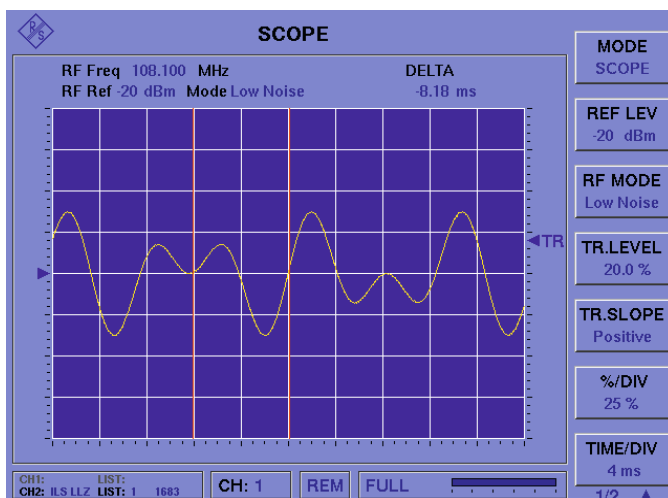 R/S
SCOPE
RF Freq 108.100 MHz
RF Ref -20 dBm Mode Low Noise
DELTA
-8.18 ms
TR
MODE
SCOPE
REF LEV
-20 dBm
RF MODE
Low Noise
TR.LEVEL
20.0 %
TR.SLOPE
Positive
%/DIV
25 %
TIME/DIV
4 ms
1/2
CH1: LIST:
CH2: ILS LLZ LIST: 1 1683
CH: 1
REM
FULL